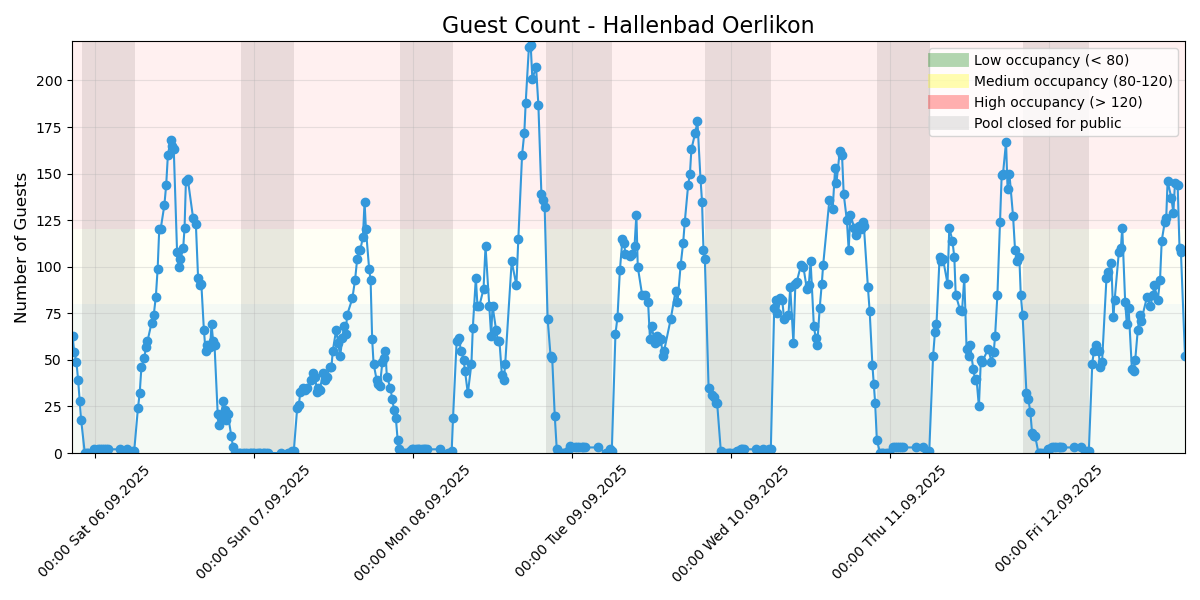 Guest Count - Hallenbad Oerlikon
Number of Guests
200
175
150
125
100
75
50
25
0
Low occupancy (< 80)
Medium occupancy (80-120)
High occupancy (> 120)
Pool closed for public
00:00 Sat 06.09.2025
00:00 Sun 07.09.2025
00:00 Mon 08.09.2025
00:00 Tue 09.09.2025
00:00 Wed 10.09.2025
00:00 Thu 11.09.2025
00:00 Fri 12.09.2025